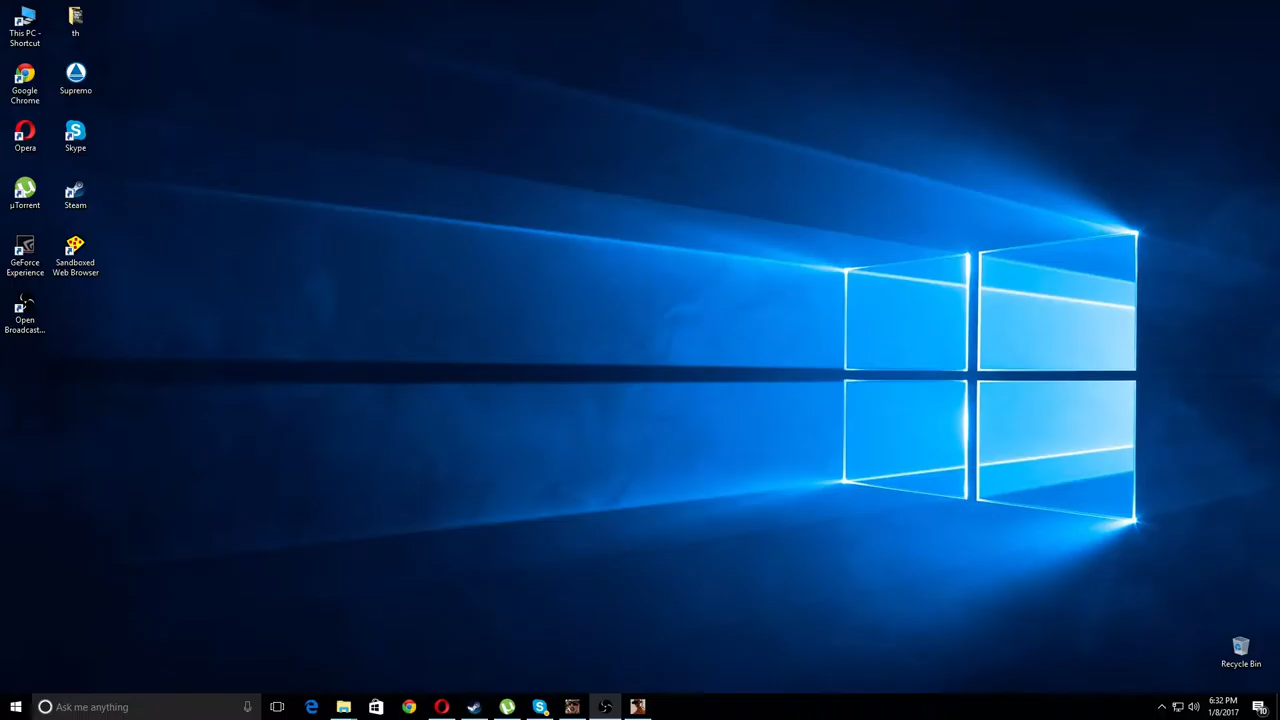 This PC -
Shortcut
th
Google
Chrome
Supremo
Opera
Skype
µTorrent
Steam
GeForce
Experience
Sandboxed
Web Browser
Open
Broadcast...
Recycle Bin
Ask me anything
6:32 PM
1/8/2017
10